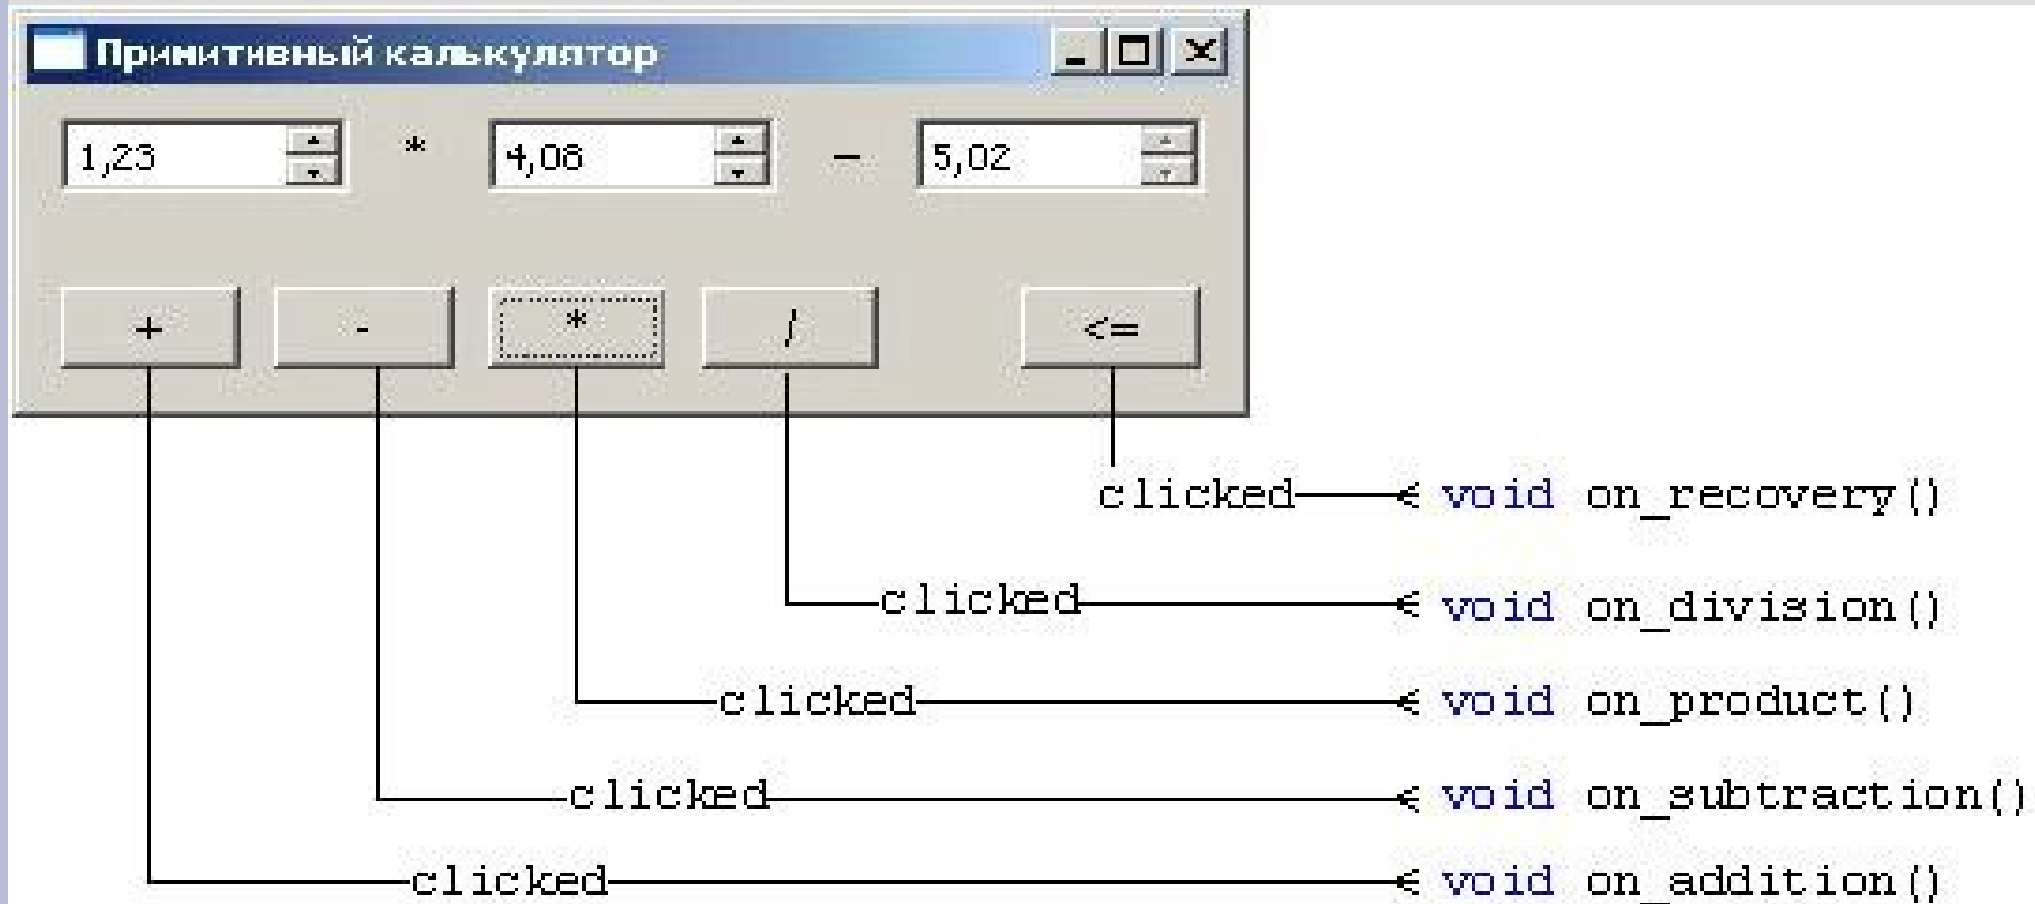 Примитивный калькулятор
1,23 * 4,08 — 5,02
+ - * / <=
clicked void on_recovery()
clicked void on_division()
clicked void on_product()
clicked void on_subtraction()
clicked void on_addition()